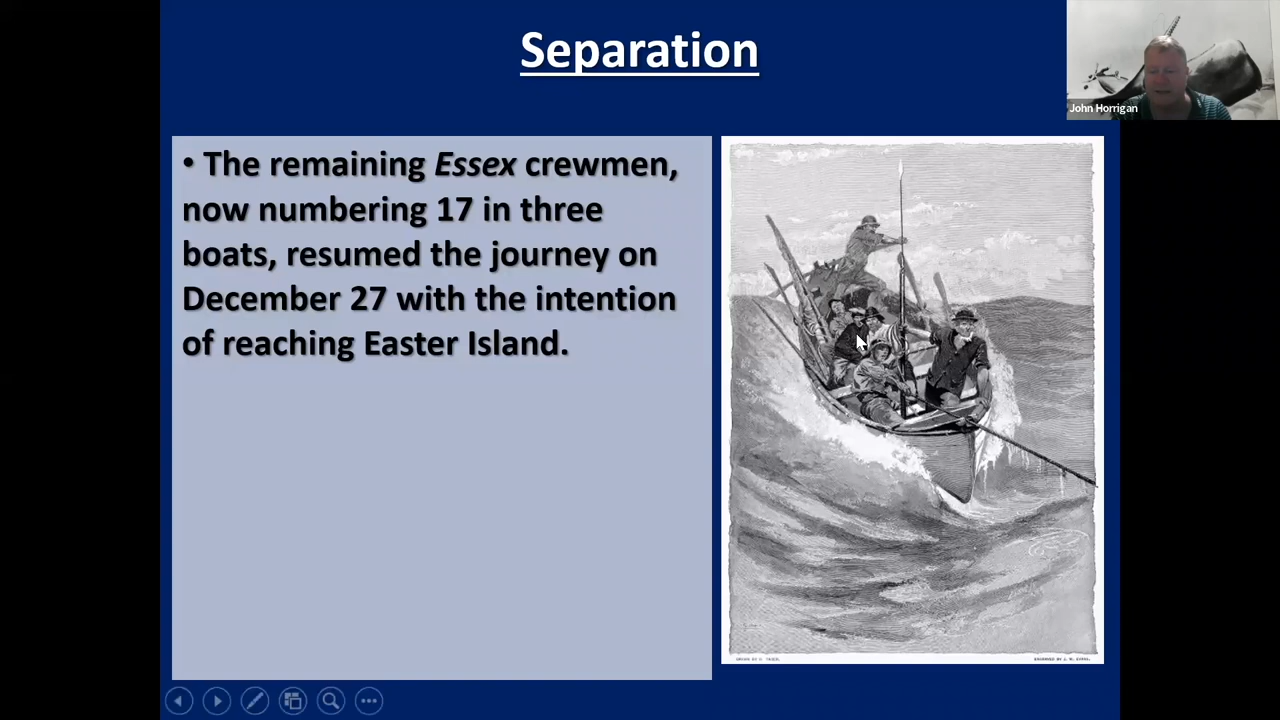 Separation
John Horrigan
• The remaining Essex crewmen,
now numbering 17 in three
boats, resumed the journey on
December 27 with the intention
of reaching Easter Island.